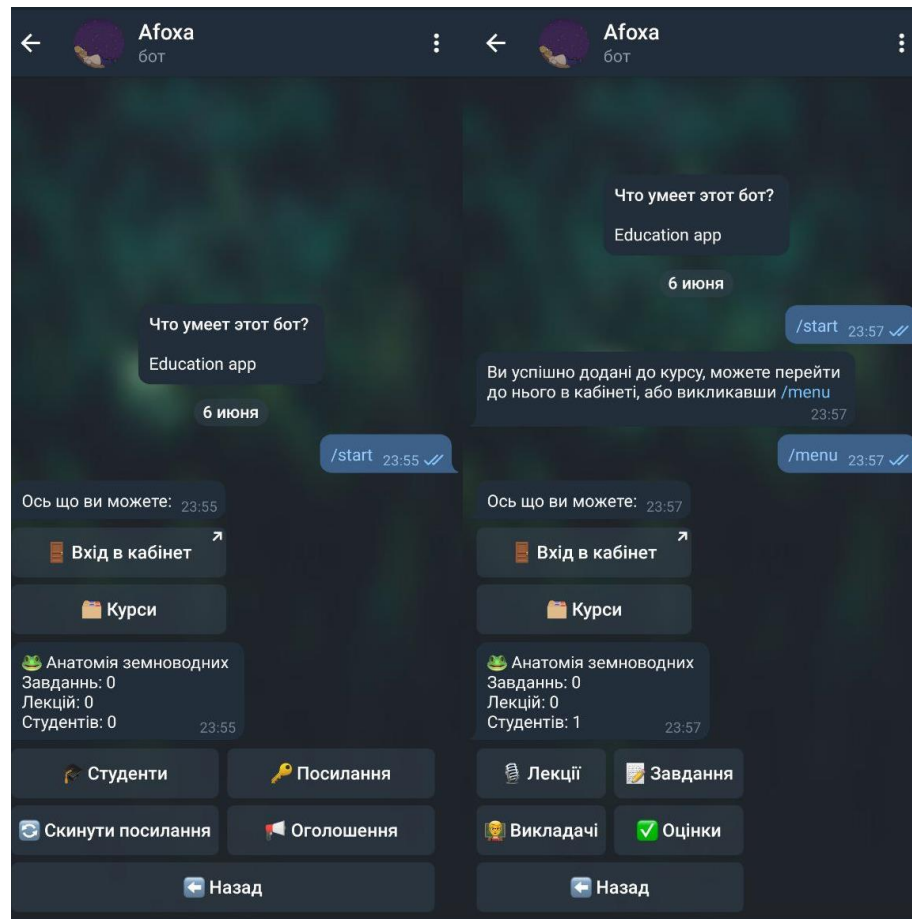 Afoxa
бот
Что умеет этот бот?
Education app
6 июня
/start 23:55
Ось що ви можете: 23:55
Вхід в кабінет
Курси
Анатомія земноводних
Завданнь: 0
Лекцій: 0
Студентів: 0 23:55
Студенти
Посилання
Скинути посилання
Оголошення
Назад
Afoxa
бот
Что умеет этот бот?
Education app
6 июня
/start 23:57
Ви успішно додані до курсу, можете перейти
до нього в кабінеті, або викликавши /menu
23:57
/menu 23:57
Ось що ви можете: 23:57
Вхід в кабінет
Курси
Анатомія земноводних
Завданнь: 0
Лекцій: 0
Студентів: 1 23:57
Лекції
Завдання
Викладачі
Оцінки
Назад